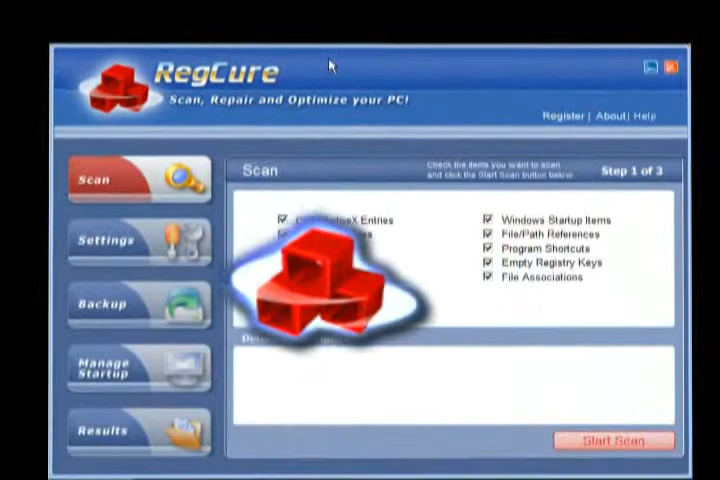 RegCure
Scan, Repair and Optimize your PC!
Register | About | Help
Scan
Settings
Backup
Manage
Startup
Results
Scan
Check the items you want to scan
and click the Start Scan button below.
Step 1 of 3
Entries
Windows Startup Items
File/Path References
Program Shortcuts
Empty Registry Keys
File Associations
Start Scan